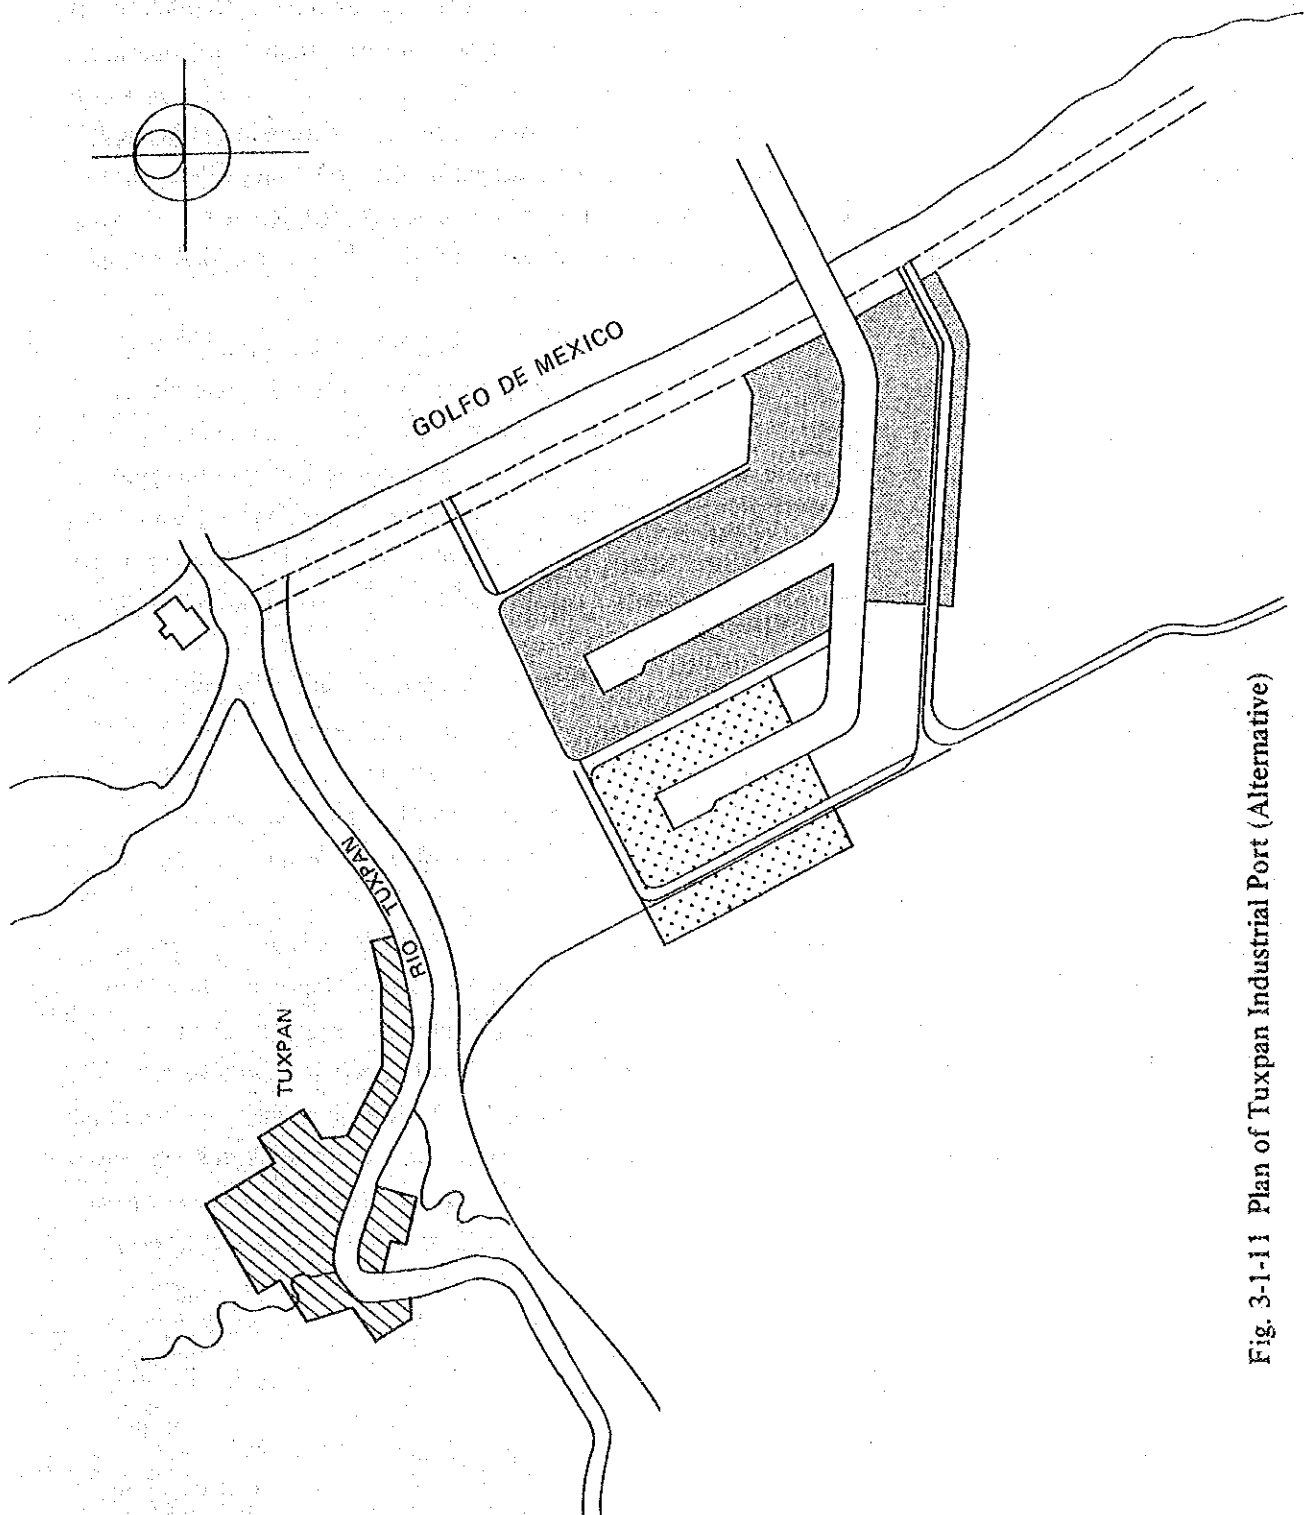 GOLFO DE MEXICO
RIO TUXPAN
TUXPAN
Fig. 3-1-11 Plan of Tuxpan Industrial Port (Alternative)